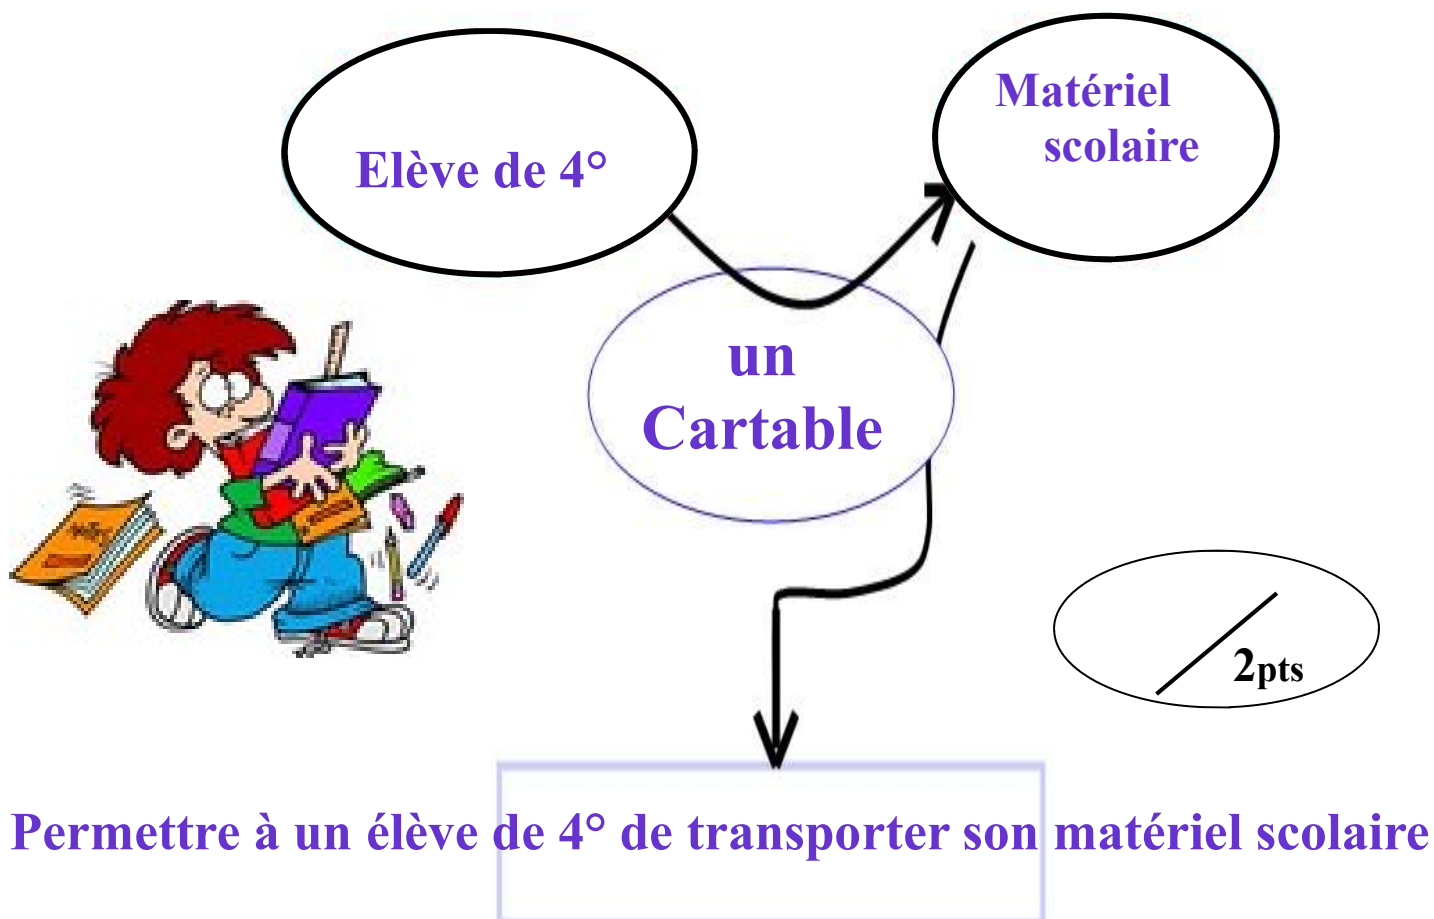 Elève de 4°
Matériel
scolaire
un
Cartable
2pts
Permettre à un élève de 4° de transporter son matériel scolaire